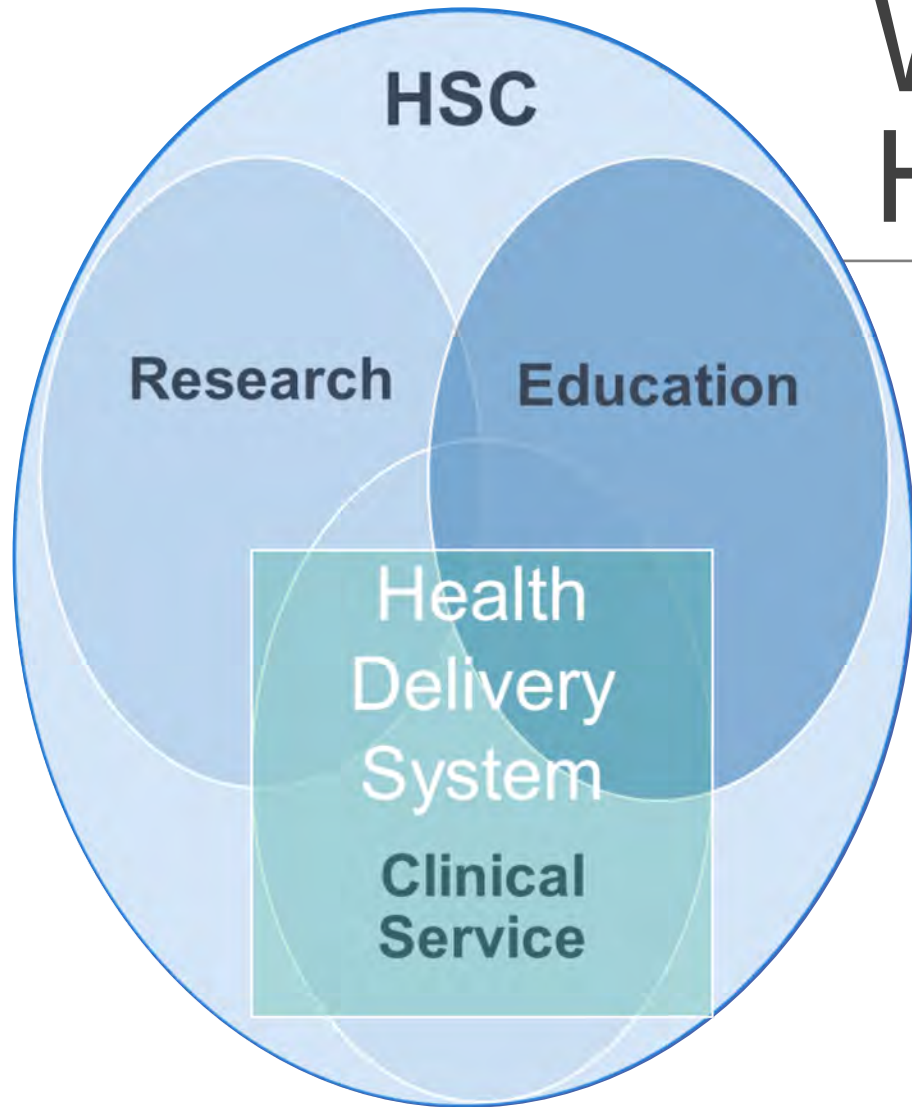 HSC
Research
Education
Health
Delivery
System
Clinical
Service